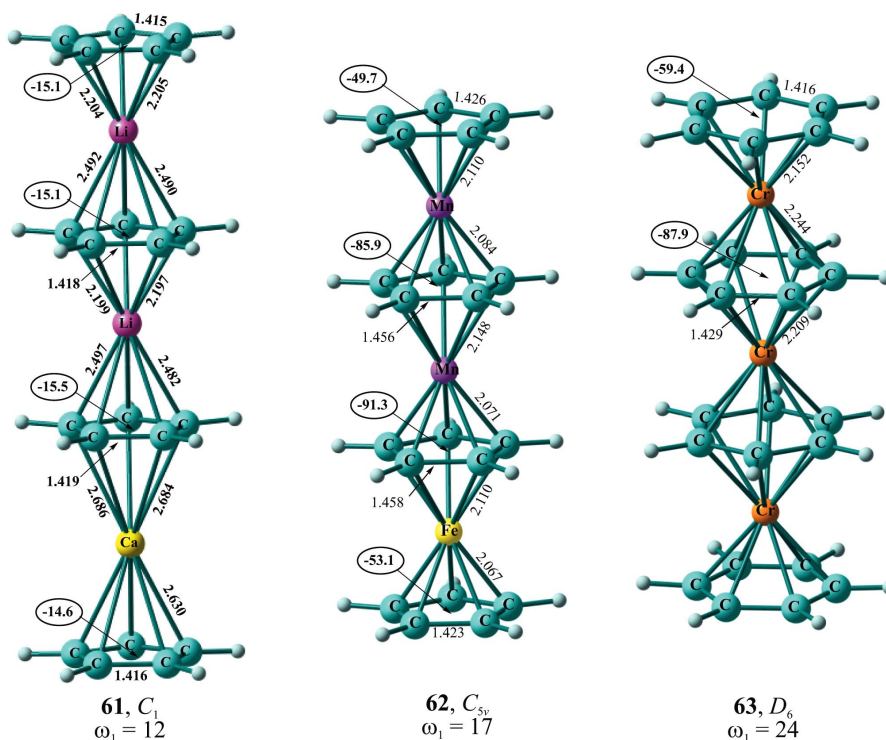 1.415
C C C
C C
-15.1
2.204 2.205
Li
2.492 2.490
-15.1
C C C
C C
1.418
2.199 2.197
Li
2.497 2.482
-15.5
C C C
C C
1.419
2.686 2.684
Ca
2.630
-14.6
C C C
C C
1.416
61, C₁
ω₁ = 12
-49.7
1.426
C C C
C C
2.110
Mn
2.084
-85.9
C C C
C C
1.456
2.148
Mn
2.071
-91.3
C C C
C C
1.458
2.110
Fe
2.067
-53.1
C C C
C C
1.423
62, C₅ᵥ
ω₁ = 17
-59.4
1.416
C C C
C C
C
2.152
Cr
2.244
-87.9
C C
C C
C C
1.429
2.209
Cr
C C C
C C
C
Cr
C C
C C
C C
63, D₆
ω₁ = 24